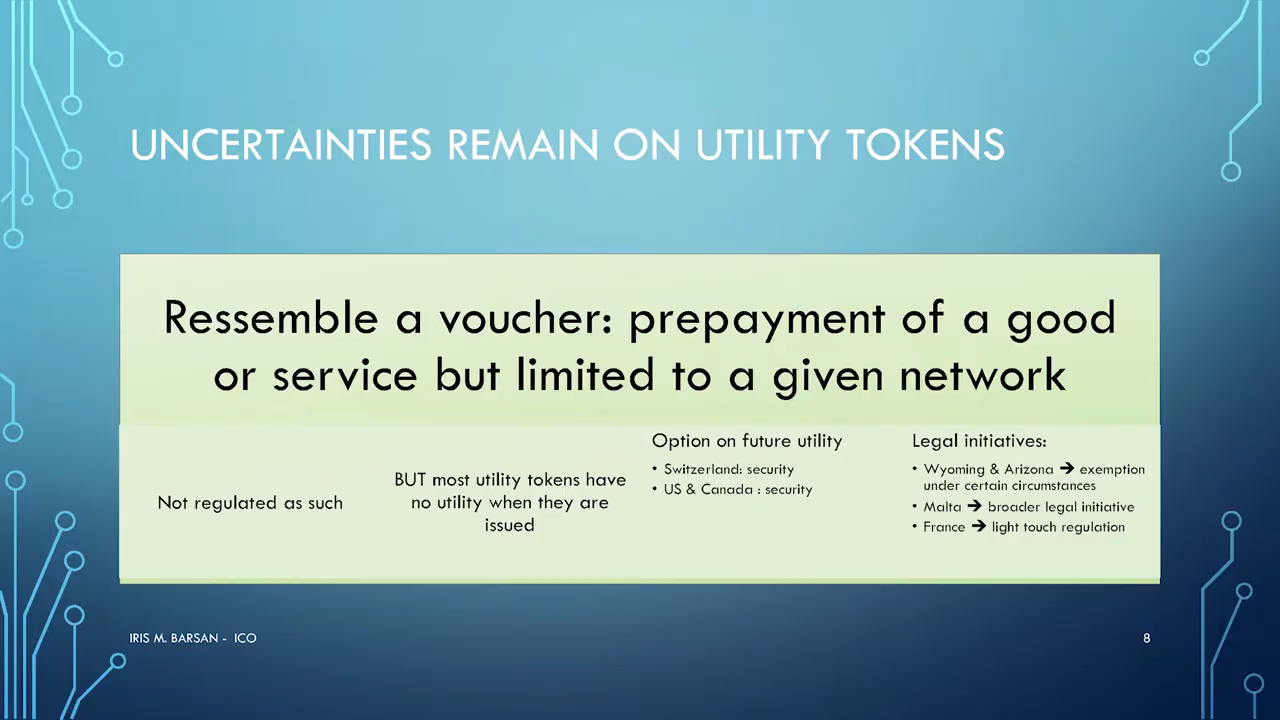 UNCERTAINTIES REMAIN ON UTILITY TOKENS
Ressemble a voucher: prepayment of a good
or service but limited to a given network
Not regulated as such
BUT most utility tokens have
no utility when they are
issued
Option on future utility
• Switzerland: security
• US & Canada : security
Legal initiatives:
• Wyoming & Arizona ➔ exemption
under certain circumstances
• Malta ➔ broader legal initiative
• France ➔ light touch regulation
IRIS M. BARSAN - ICO
8